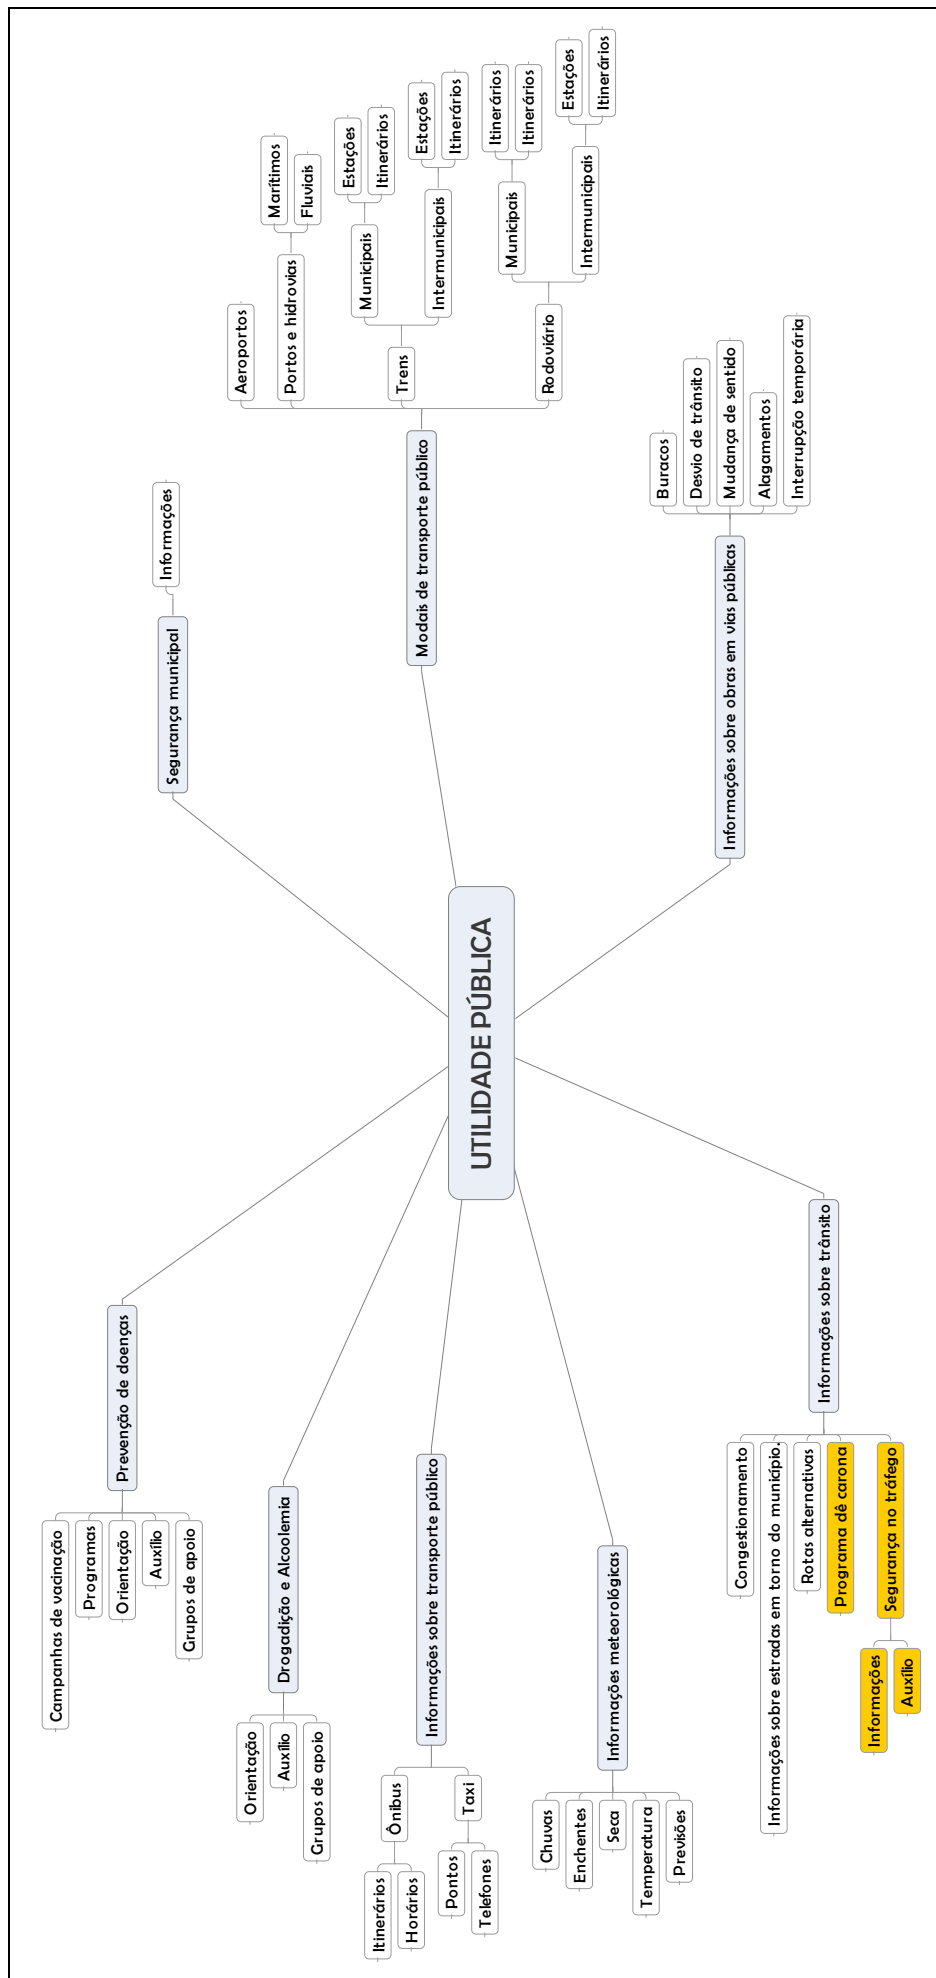 UTILIDADE PÚBLICA
Segurança municipal
Informações
Modais de transporte público
Aeroportos
Portos e hidrovias
Marítimos
Fluviais
Trens
Municipais
Estações
Itinerários
Intermunicipais
Estações
Itinerários
Rodoviário
Municipais
Itinerários
Itinerários
Intermunicipais
Estações
Itinerários
Informações sobre obras em vias públicas
Buracos
Desvio de trânsito
Mudança de sentido
Alagamentos
Interrupção temporária
Prevenção de doenças
Campanhas de vacinação
Programas
Orientação
Auxílio
Grupos de apoio
Drogadição e Alcoolemia
Orientação
Auxílio
Grupos de apoio
Informações sobre transporte público
Ônibus
Itinerários
Horários
Taxi
Pontos
Telefones
Informações meteorológicas
Chuvas
Enchentes
Seca
Temperatura
Previsões
Informações sobre trânsito
Congestionamento
Informações sobre estradas em torno do município.
Rotas alternativas
Programa dê carona
Segurança no tráfego
Informações
Auxílio